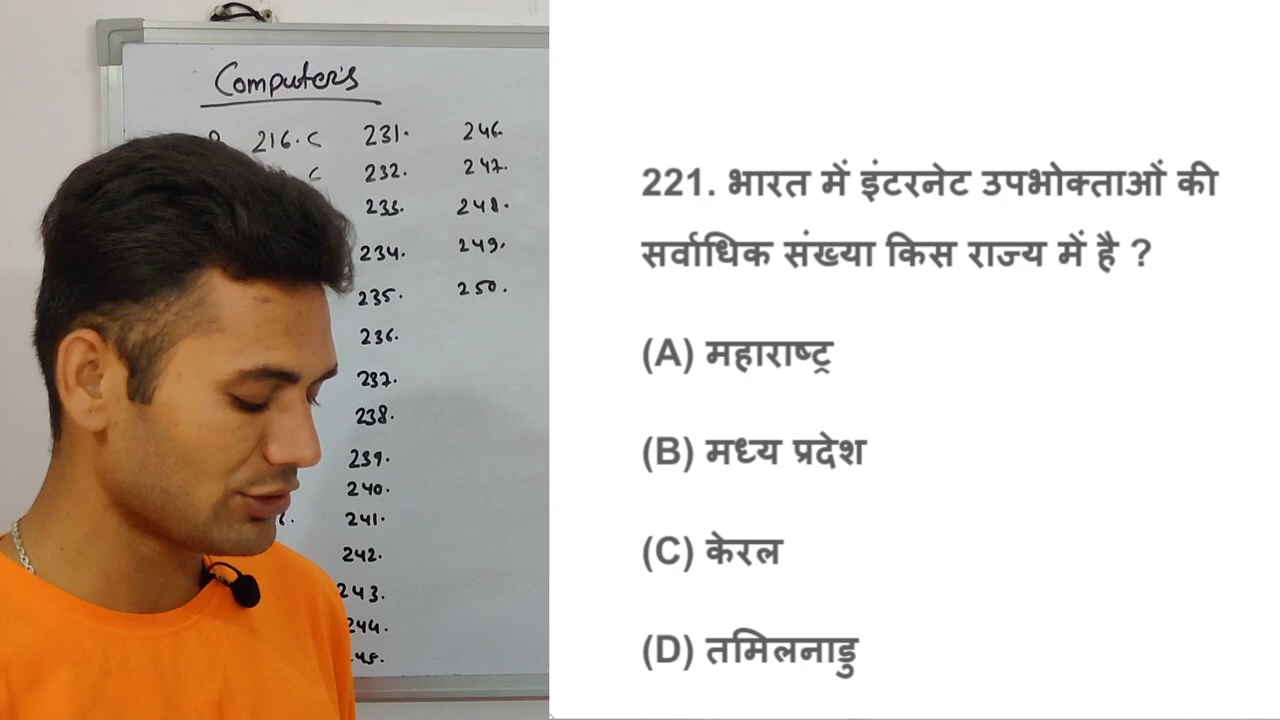 Computer's
216. C 231. 246.
C 232. 247.
233. 248.
234. 249.
235. 250.
236.
237.
238.
239.
240.
241.
242.
243.
244.
45.
221. भारत में इंटरनेट उपभोक्ताओं की
सर्वाधिक संख्या किस राज्य में है ?
(A) महाराष्ट्र
(B) मध्य प्रदेश
(C) केरल
(D) तमिलनाडु